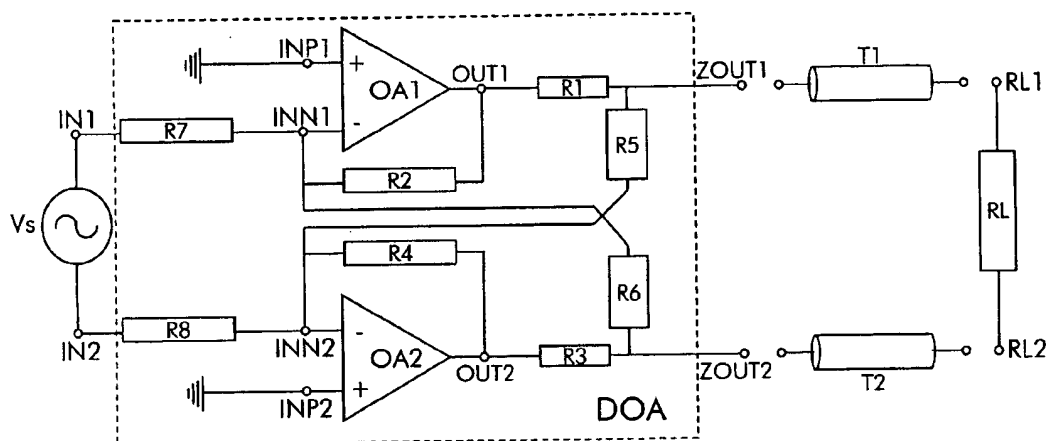 INP1
+
OA1
OUT1
R1
ZOUT1
T1
RL1
IN1
R7
INN1
-
R2
R5
Vs
RL
R4
R6
R8
IN2
INN2
-
OA2
OUT2
R3
ZOUT2
T2
RL2
INP2
+
DOA